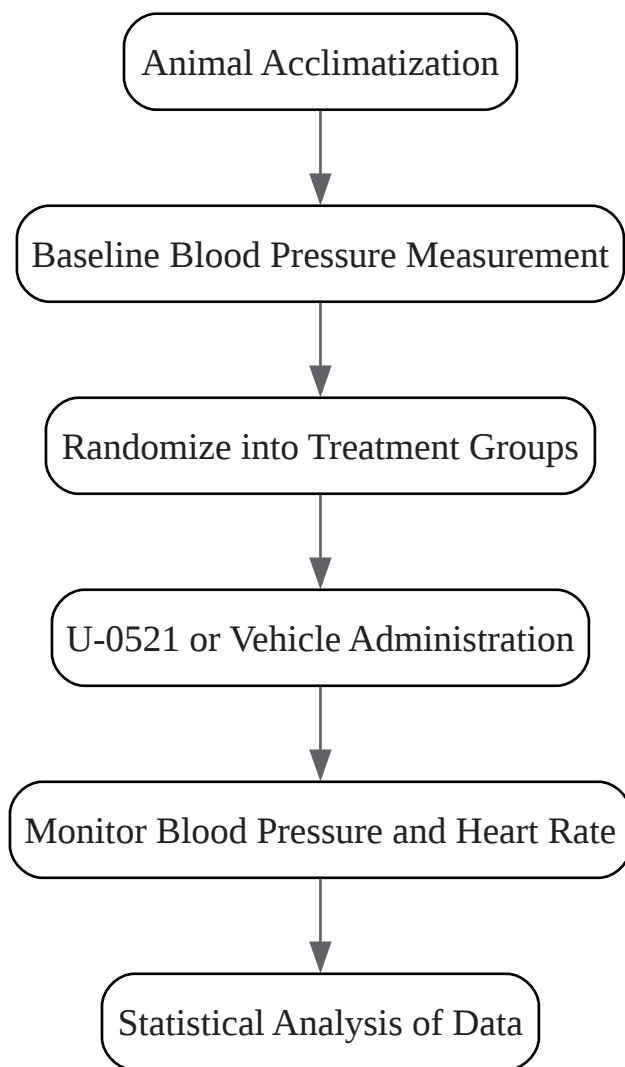 Animal Acclimatization
Baseline Blood Pressure Measurement
Randomize into Treatment Groups
U-0521 or Vehicle Administration
Monitor Blood Pressure and Heart Rate
Statistical Analysis of Data